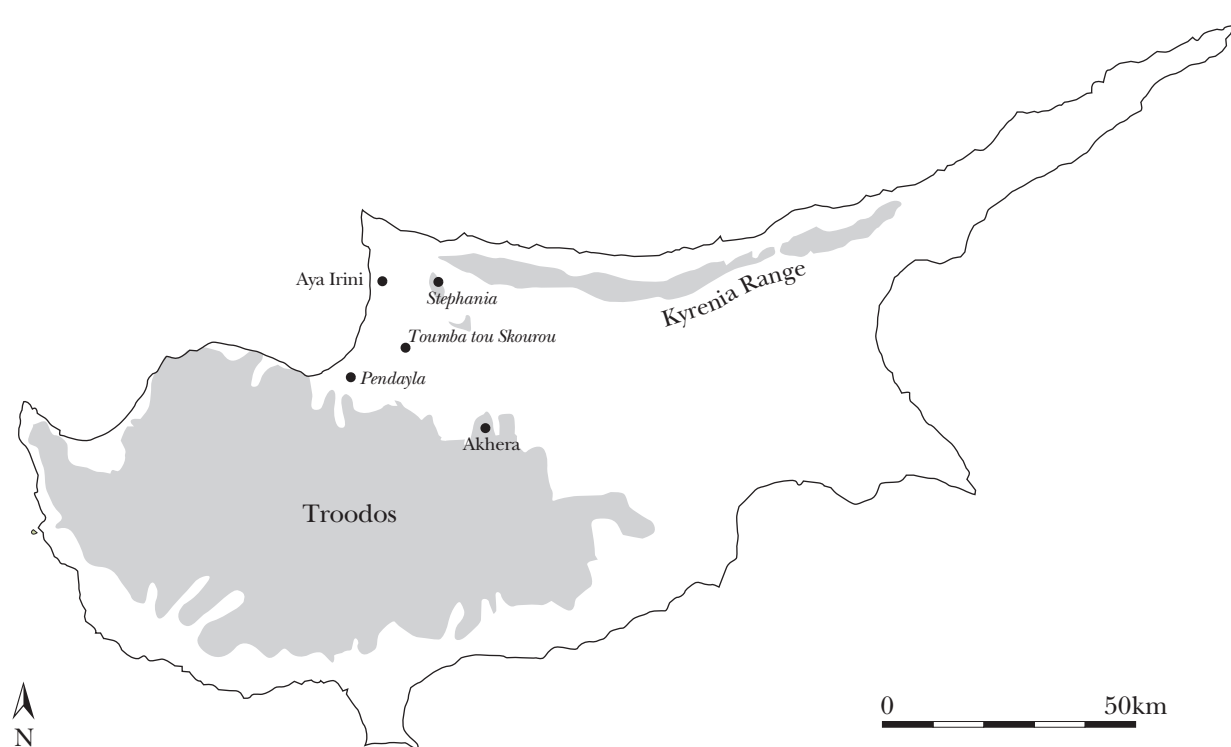 Aya Irini
Stephania
Kyrenia Range
Toumba tou Skourou
Pendayla
Akhera
Troodos
0 50km
N